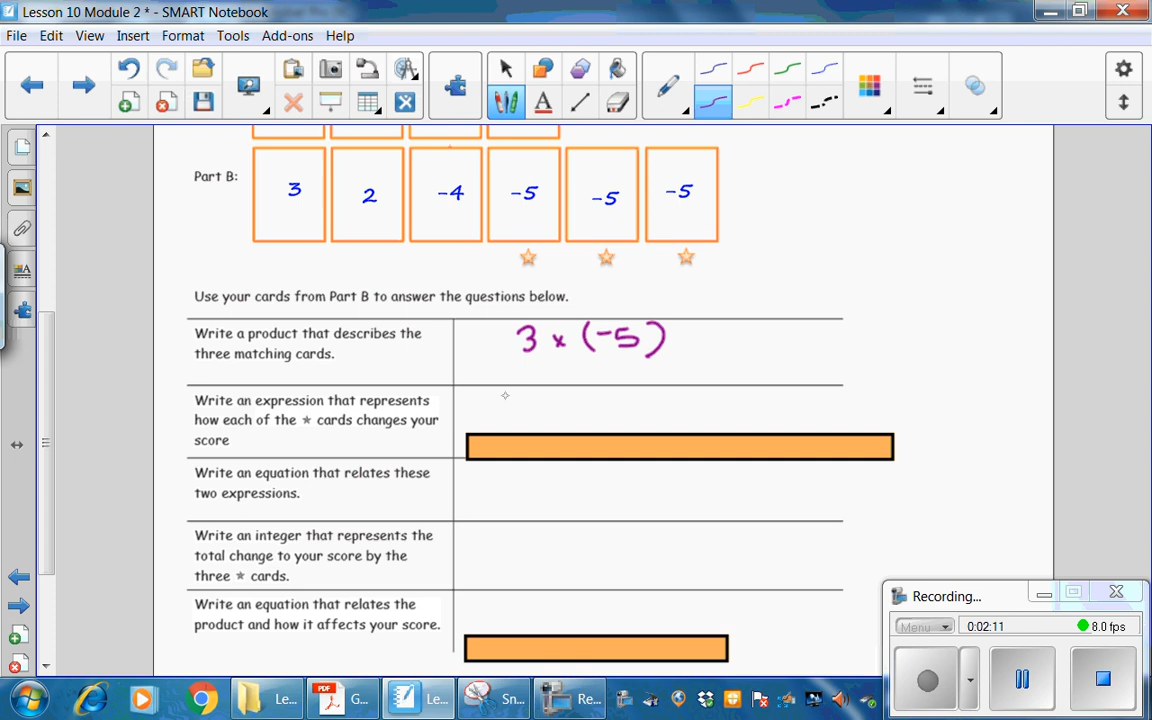 Lesson 10 Module 2 * - SMART Notebook
File Edit View Insert Format Tools Add-ons Help
Part B: 3 2 -4 -5 -5 -5
Use your cards from Part B to answer the questions below.
Write a product that describes the
three matching cards.
3 × (-5)
Write an expression that represents
how each of the ★ cards changes your
score
Write an equation that relates these
two expressions.
Write an integer that represents the
total change to your score by the
three ★ cards.
Write an equation that relates the
product and how it affects your score.
Recording...
Menu 0:02:11 8.0 fps
Le... PDF G... Le... Sn... Re...